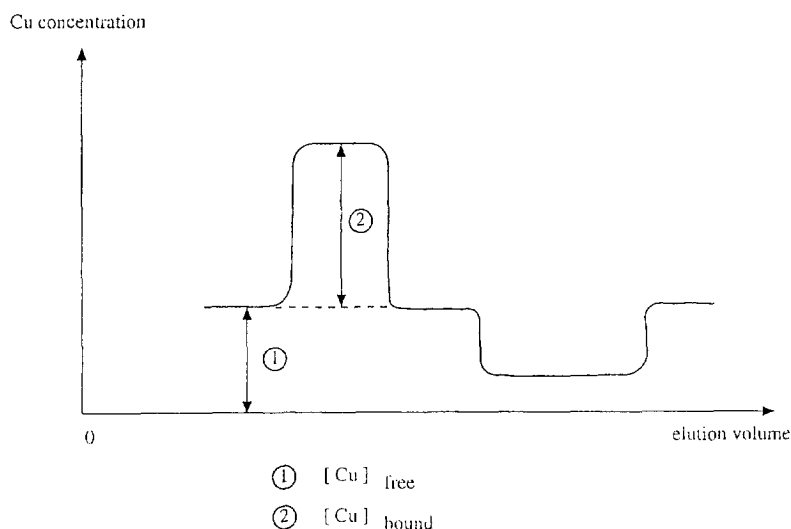 Cu concentration
②
①
0
elution volume
① [Cu] free
② [Cu] bound